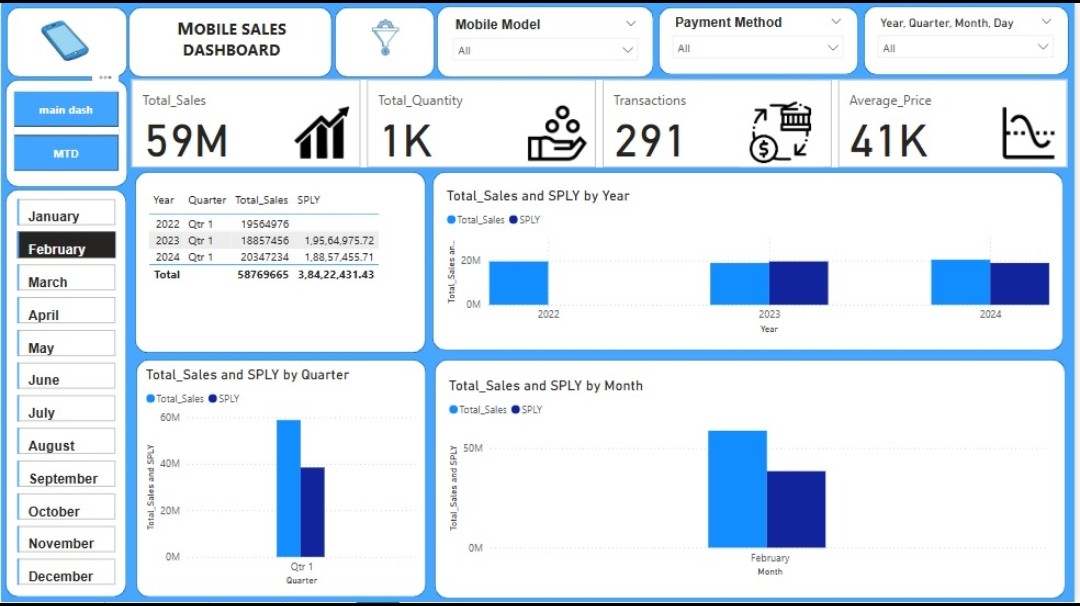 MOBILE SALES
DASHBOARD
Mobile Model
All
Payment Method
All
Year, Quarter, Month, Day
All
main dash
MTD
Total_Sales
59M
Total_Quantity
1K
Transactions
291
Average_Price
41K
January
February
March
April
May
June
July
August
September
October
November
December
Year Quarter Total_Sales SPLY
2022 Qtr 1 19564976
2023 Qtr 1 18857456 1,95,64,975.72
2024 Qtr 1 20347234 1,88,57,455.71
Total 58769665 3,84,22,431.43
Total_Sales and SPLY by Year
Total_Sales SPLY
Total_Sales an...
20M
0M
2022 2023 2024
Year
Total_Sales and SPLY by Quarter
Total_Sales SPLY
Total_Sales and SPLY
60M
40M
20M
0M
Qtr 1
Quarter
Total_Sales and SPLY by Month
Total_Sales SPLY
Total_Sales and SPLY
50M
0M
February
Month